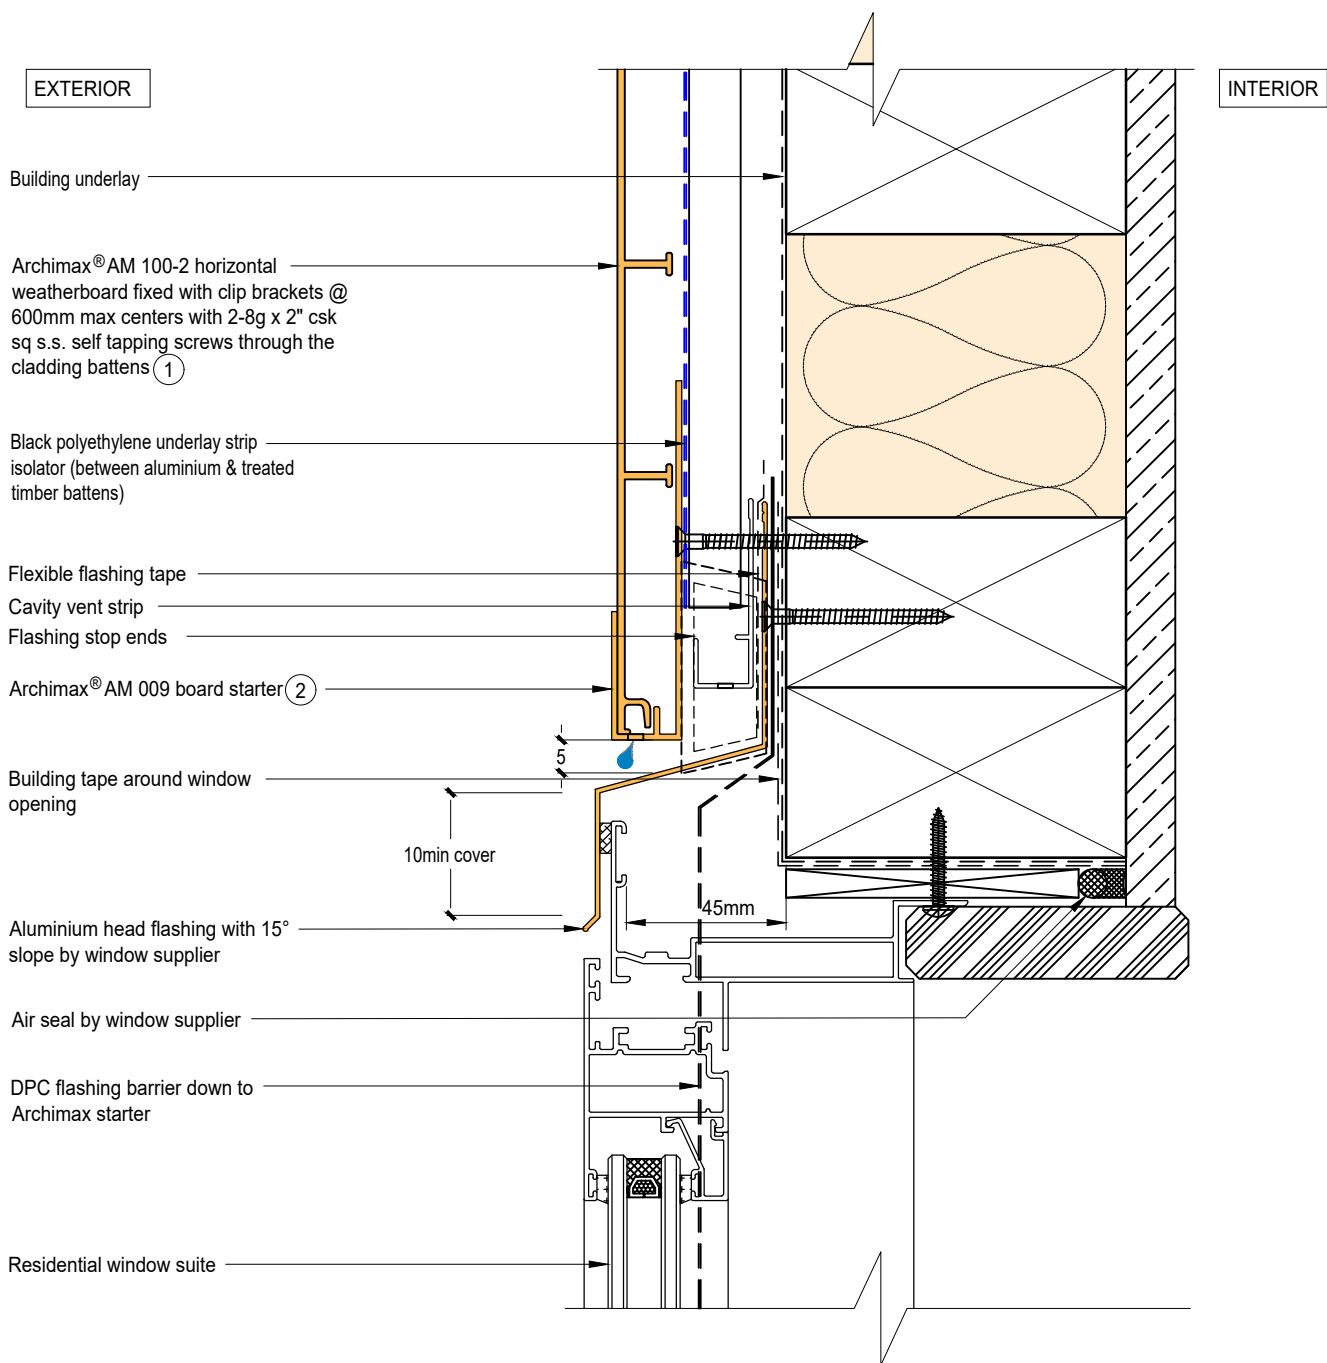 EXTERIOR
INTERIOR
Building underlay
Archimax® AM 100-2 horizontal
weatherboard fixed with clip brackets @
600mm max centers with 2-8g x 2" csk
sq s.s. self tapping screws through the
cladding battens 1
Black polyethylene underlay strip
isolator (between aluminium & treated
timber battens)
Flexible flashing tape
Cavity vent strip
Flashing stop ends
Archimax® AM 009 board starter 2
5
Building tape around window
opening
10min cover
45mm
Aluminium head flashing with 15°
slope by window supplier
Air seal by window supplier
DPC flashing barrier down to
Archimax starter
Residential window suite